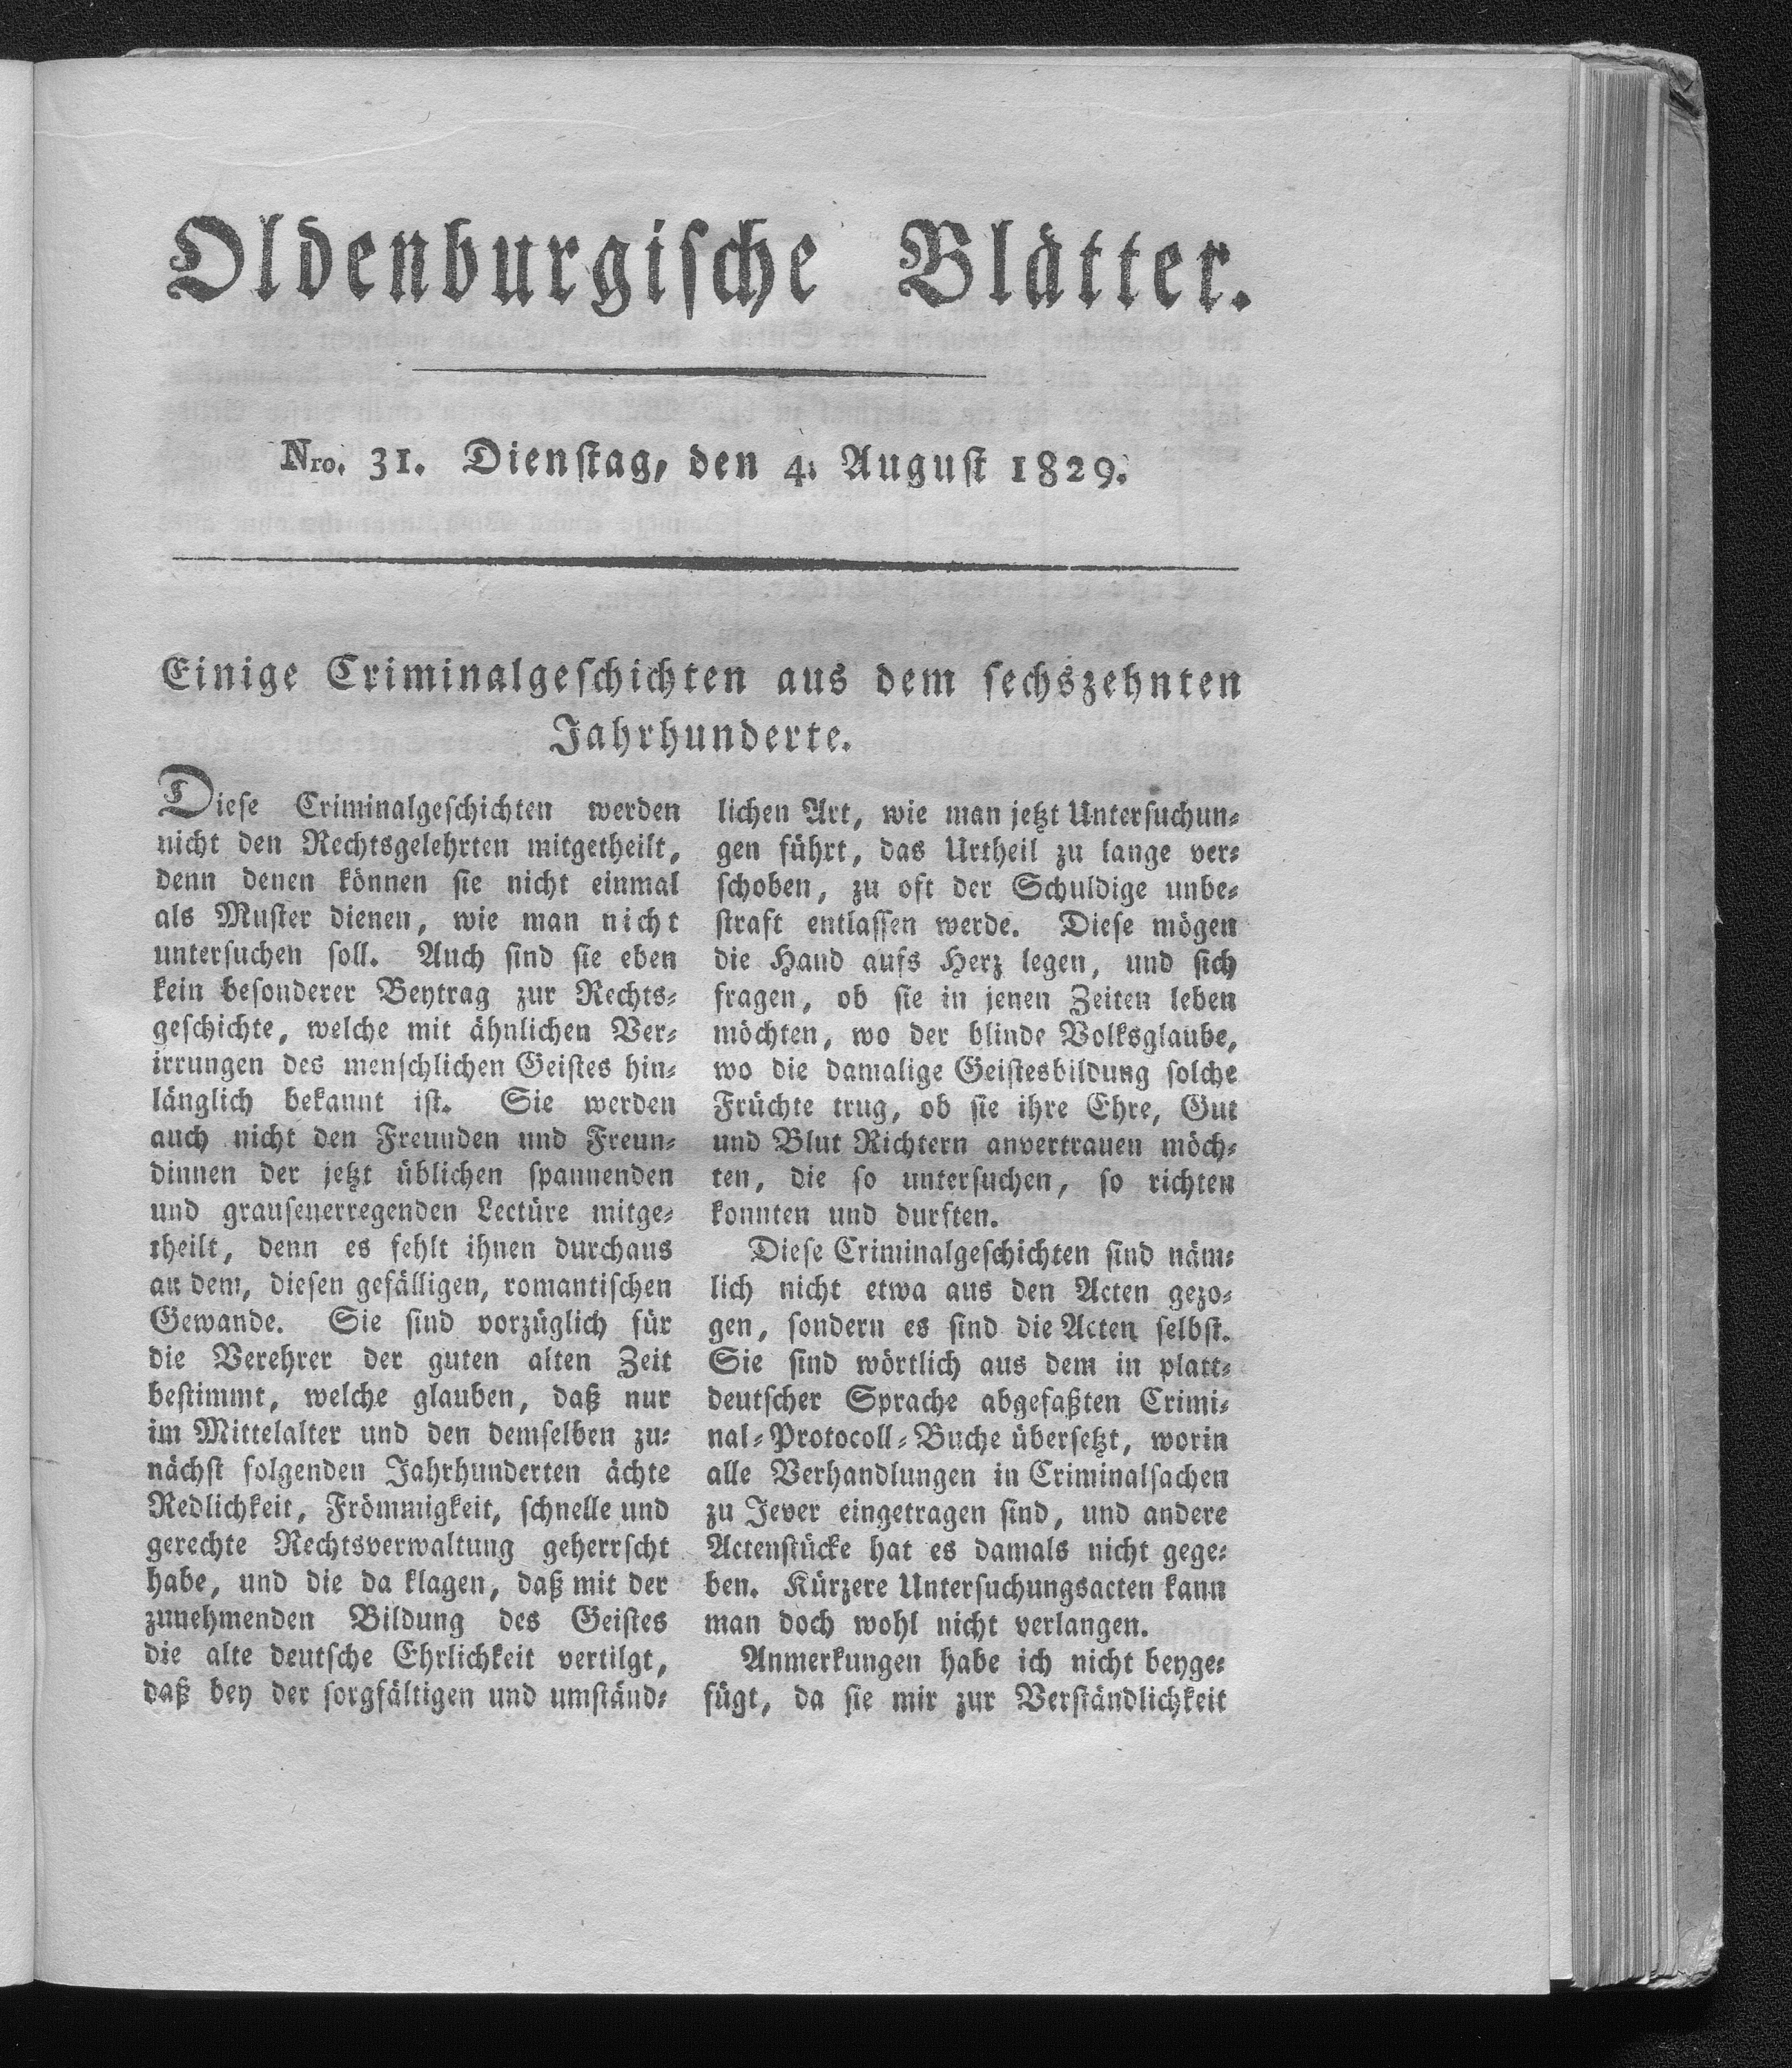 Oldenburgische Blätter.
Nro. 31. Dienstag, den 4. August 1829.
Einige Criminalgeschichten aus dem sechszehnten
Jahrhunderte.
Diese Criminalgeschichten werden
nicht den Rechtsgelehrten mitgetheilt,
denn denen können sie nicht einmal
als Muster dienen, wie man nicht
untersuchen soll. Auch sind sie eben
kein besonderer Beytrag zur Rechts-
geschichte, welche mit ähnlichen Ver-
irrungen des menschlichen Geistes hin-
länglich bekannt ist. Sie werden
auch nicht den Freunden und Freun-
dinnen der jetzt üblichen spannenden
und grausenerregenden Lectüre mitge-
theilt, denn es fehlt ihnen durchaus
an dem, diesen gefälligen, romantischen
Gewande. Sie sind vorzüglich für
die Verehrer der guten alten Zeit
bestimmt, welche glauben, daß nur
im Mittelalter und den demselben zu-
nächst folgenden Jahrhunderten ächte
Redlichkeit, Frömmigkeit, schnelle und
gerechte Rechtsverwaltung geherrscht
habe, und die da klagen, daß mit der
zunehmenden Bildung des Geistes
die alte deutsche Ehrlichkeit vertilgt,
daß bey der sorgfältigen und umständ-
lichen Art, wie man jetzt Untersuchun-
gen führt, das Urtheil zu lange ver-
schoben, zu oft der Schuldige unbe-
straft entlassen werde. Diese mögen
die Hand aufs Herz legen, und sich
fragen, ob sie in jenen Zeiten leben
möchten, wo der blinde Volksglaube,
wo die damalige Geistesbildung solche
Früchte trug, ob sie ihre Ehre, Gut
und Blut Richtern anvertrauen möch-
ten, die so untersuchen, so richten
konnten und durften.
Diese Criminalgeschichten sind näm-
lich nicht etwa aus den Acten gezo-
gen, sondern es sind die Acten selbst.
Sie sind wörtlich aus dem in platt-
deutscher Sprache abgefaßten Crimi-
nal-Protocoll-Buche übersetzt, worin
alle Verhandlungen in Criminalsachen
zu Jever eingetragen sind, und andere
Actenstücke hat es damals nicht gege-
ben. Kürzere Untersuchungsacten kann
man doch wohl nicht verlangen.
Anmerkungen habe ich nicht beyge-
fügt, da sie mir zur Verständlichkeit